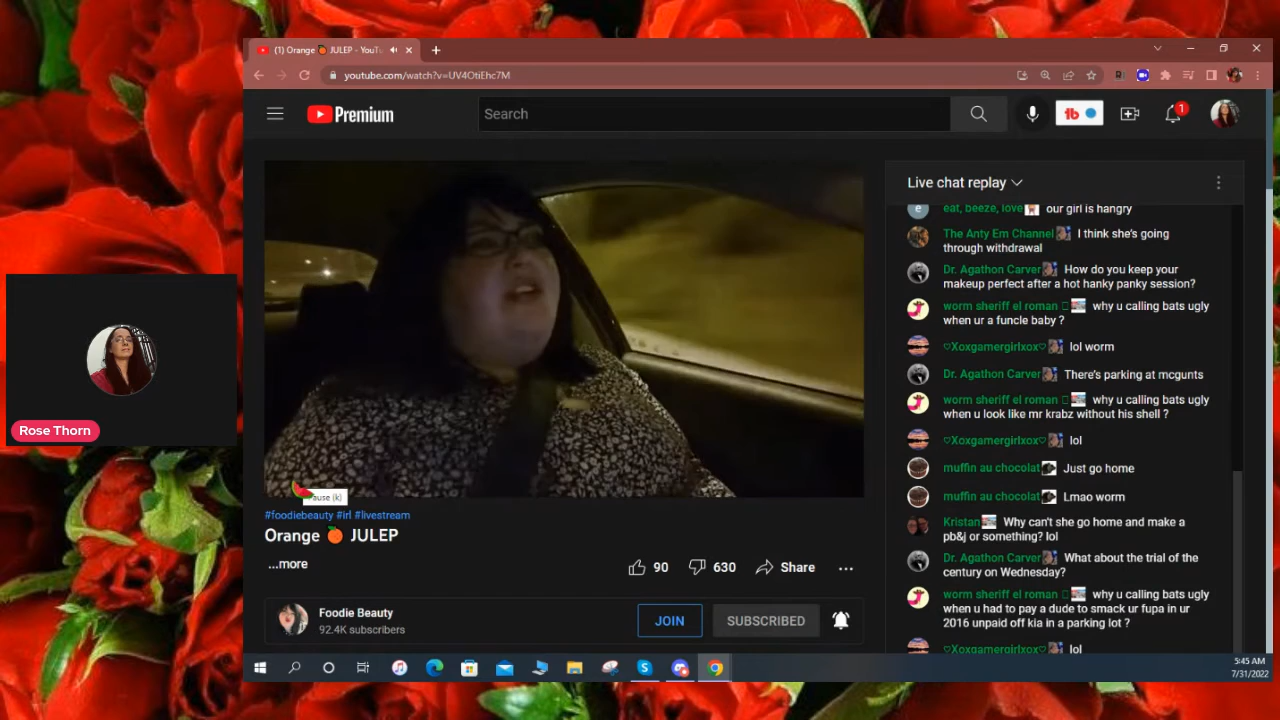 (1) Orange 🍊 JULEP - YouTu
youtube.com/watch?v=UV4OtiEhc7M
Premium
Search
1b
1
Live chat replay
eat, beeze, love our girl is hangry
The Anty Em Channel I think she's going
through withdrawal
Dr. Agathon Carver How do you keep your
makeup perfect after a hot hanky panky session?
worm sheriff el roman why u calling bats ugly
when ur a funcle baby ?
♡Xoxgamergirlxox♡ lol worm
Dr. Agathon Carver There's parking at mcgunts
worm sheriff el roman why u calling bats ugly
when u look like mr krabz without his shell ?
♡Xoxgamergirlxox♡ lol
muffin au chocolat Just go home
muffin au chocolat Lmao worm
Kristan Why can't she go home and make a
pb&j or something? lol
Dr. Agathon Carver What about the trial of the
century on Wednesday?
worm sheriff el roman why u calling bats ugly
when u had to pay a dude to smack ur fupa in ur
2016 unpaid off kia in a parking lot ?
♡Xoxgamergirlxox♡ lol
Rose Thorn
ause (k)
#foodiebeauty #irl #livestream
Orange 🍊 JULEP
...more
90
630
Share
Foodie Beauty
92.4K subscribers
JOIN
SUBSCRIBED
5:45 AM
7/31/2022